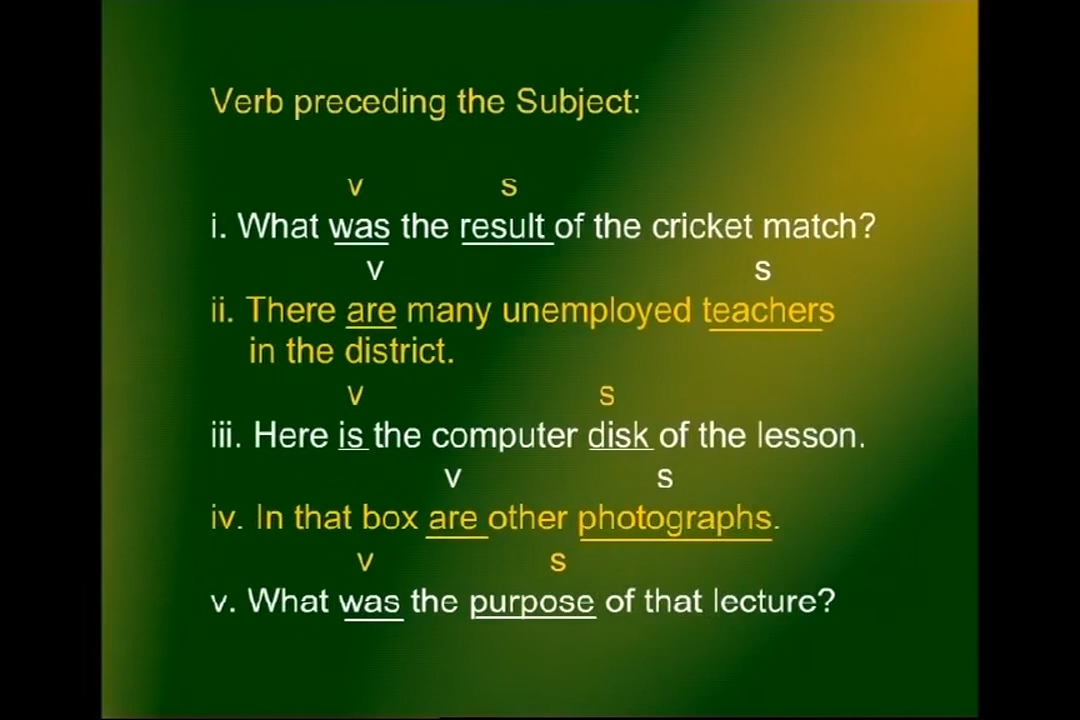 Verb preceding the Subject:
v s
i. What was the result of the cricket match?
v s
ii. There are many unemployed teachers
in the district.
v s
iii. Here is the computer disk of the lesson.
v s
iv. In that box are other photographs.
v s
v. What was the purpose of that lecture?